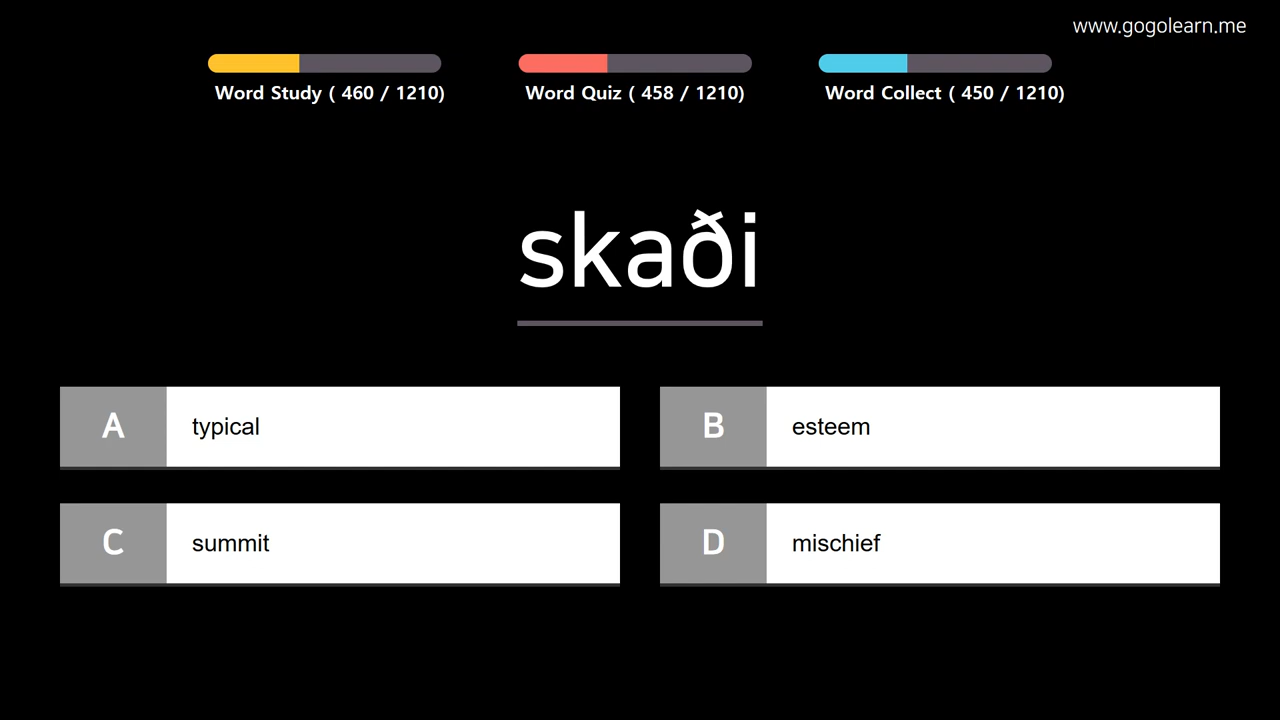 www.gogolearn.me
Word Study ( 460 / 1210)
Word Quiz ( 458 / 1210)
Word Collect ( 450 / 1210)
skaði
A typical
B esteem
C summit
D mischief